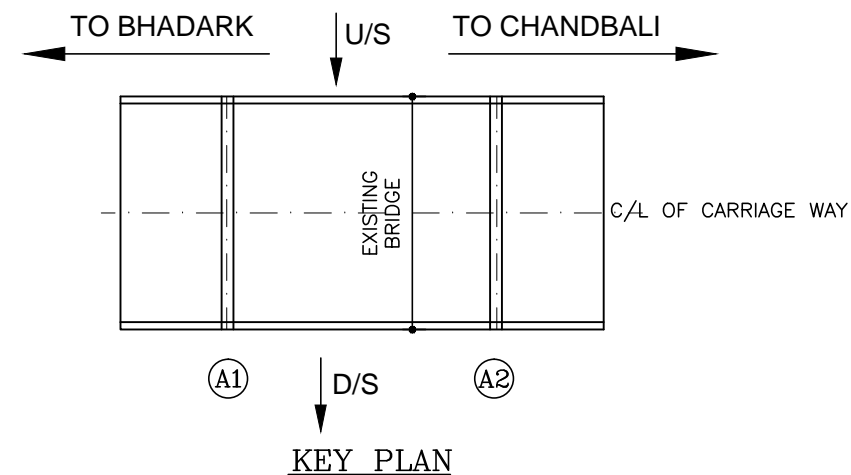 TO BHADARK
U/S
TO CHANDBALI
EXISTING
BRIDGE
C/L OF CARRIAGE WAY
A1
D/S
A2
KEY PLAN